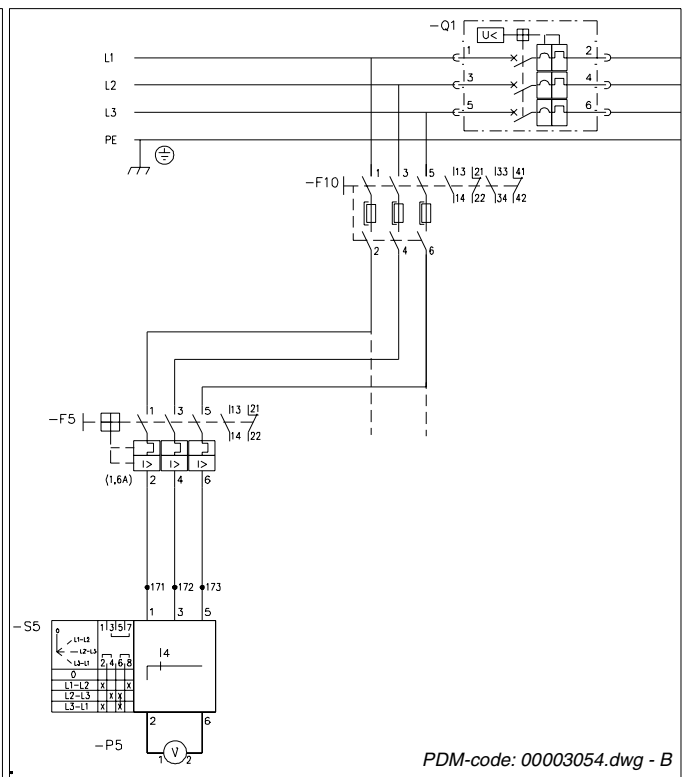 -Q1
U<
L1 1 2
L2 3 4
L3 5 6
PE
-F10 1 3 5 13 21 33 41
14 22 34 42
2 4 6
-F5 1 3 5 13 21
14 22
I> I> I>
(1,6A) 2 4 6
171 172 173
-S5 1 3 5
0 1 3 5 7
L1-L2
L2-L3
L3-L1 2 4 6 8
14
0
L1-L2 x x
L2-L3 x x
L3-L1 x x
2 6
-P5 1 V 2
PDM-code: 00003054.dwg - B